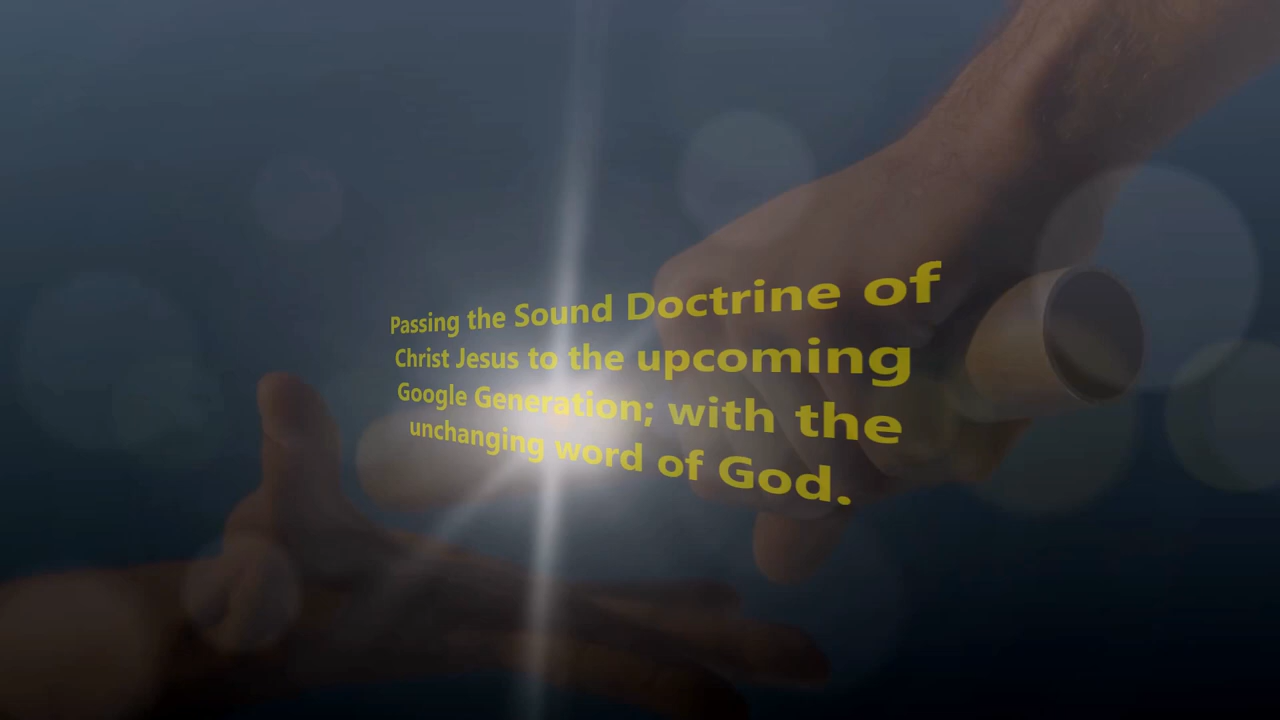 Passing the Sound Doctrine of
Christ Jesus to the upcoming
Google Generation; with the
unchanging word of God.